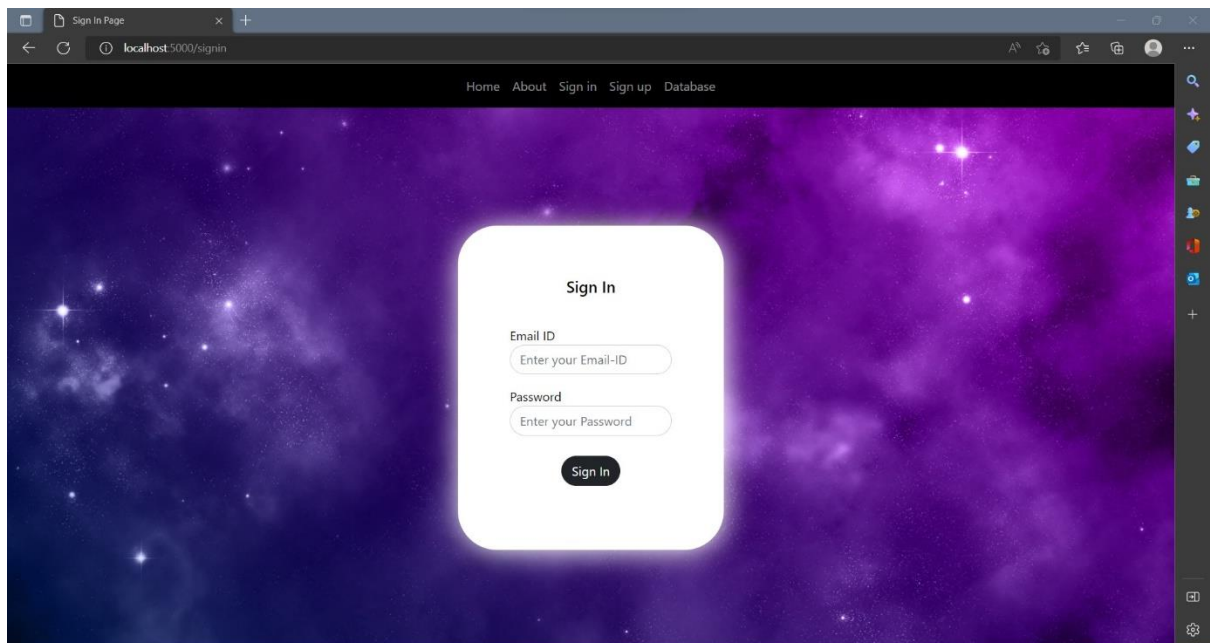 Sign In Page
localhost:5000/signin
Home About Sign in Sign up Database
Sign In
Email ID
Enter your Email-ID
Password
Enter your Password
Sign In